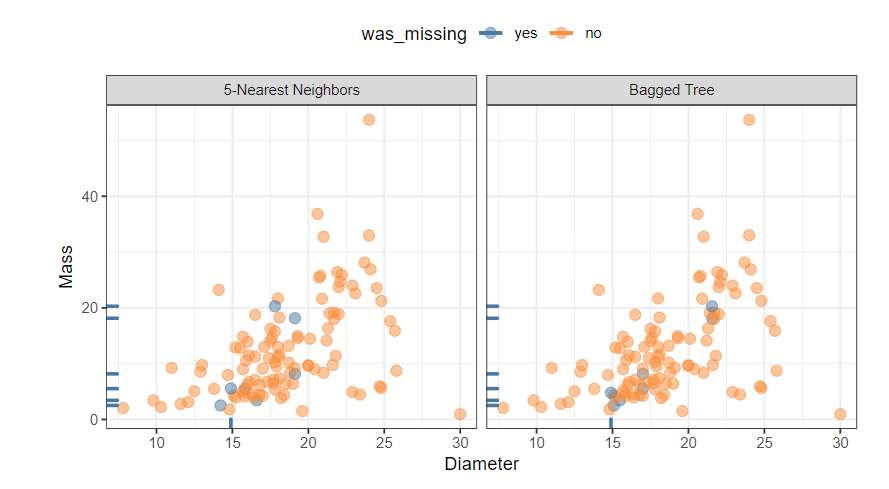 was_missing yes no
5-Nearest Neighbors Bagged Tree
Mass
40
20
0
10 15 20 25 30 10 15 20 25 30
Diameter